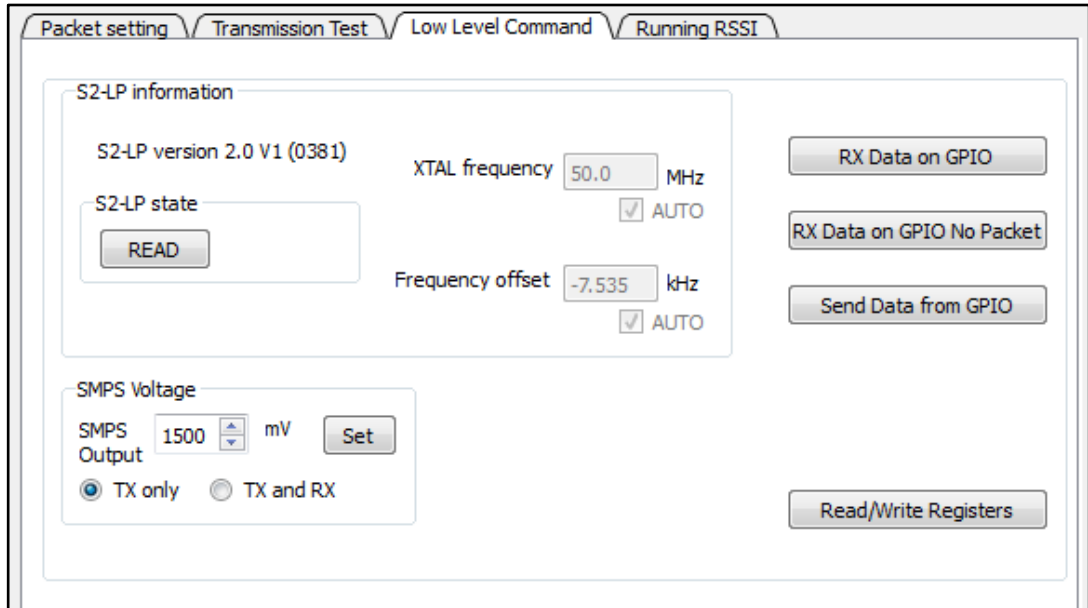 Packet setting
Transmission Test
Low Level Command
Running RSSI
S2-LP information
S2-LP version 2.0 V1 (0381)
XTAL frequency 50.0 MHz
AUTO
S2-LP state
READ
Frequency offset -7.535 kHz
AUTO
RX Data on GPIO
RX Data on GPIO No Packet
Send Data from GPIO
SMPS Voltage
SMPS
Output
1500 mV
Set
TX only
TX and RX
Read/Write Registers